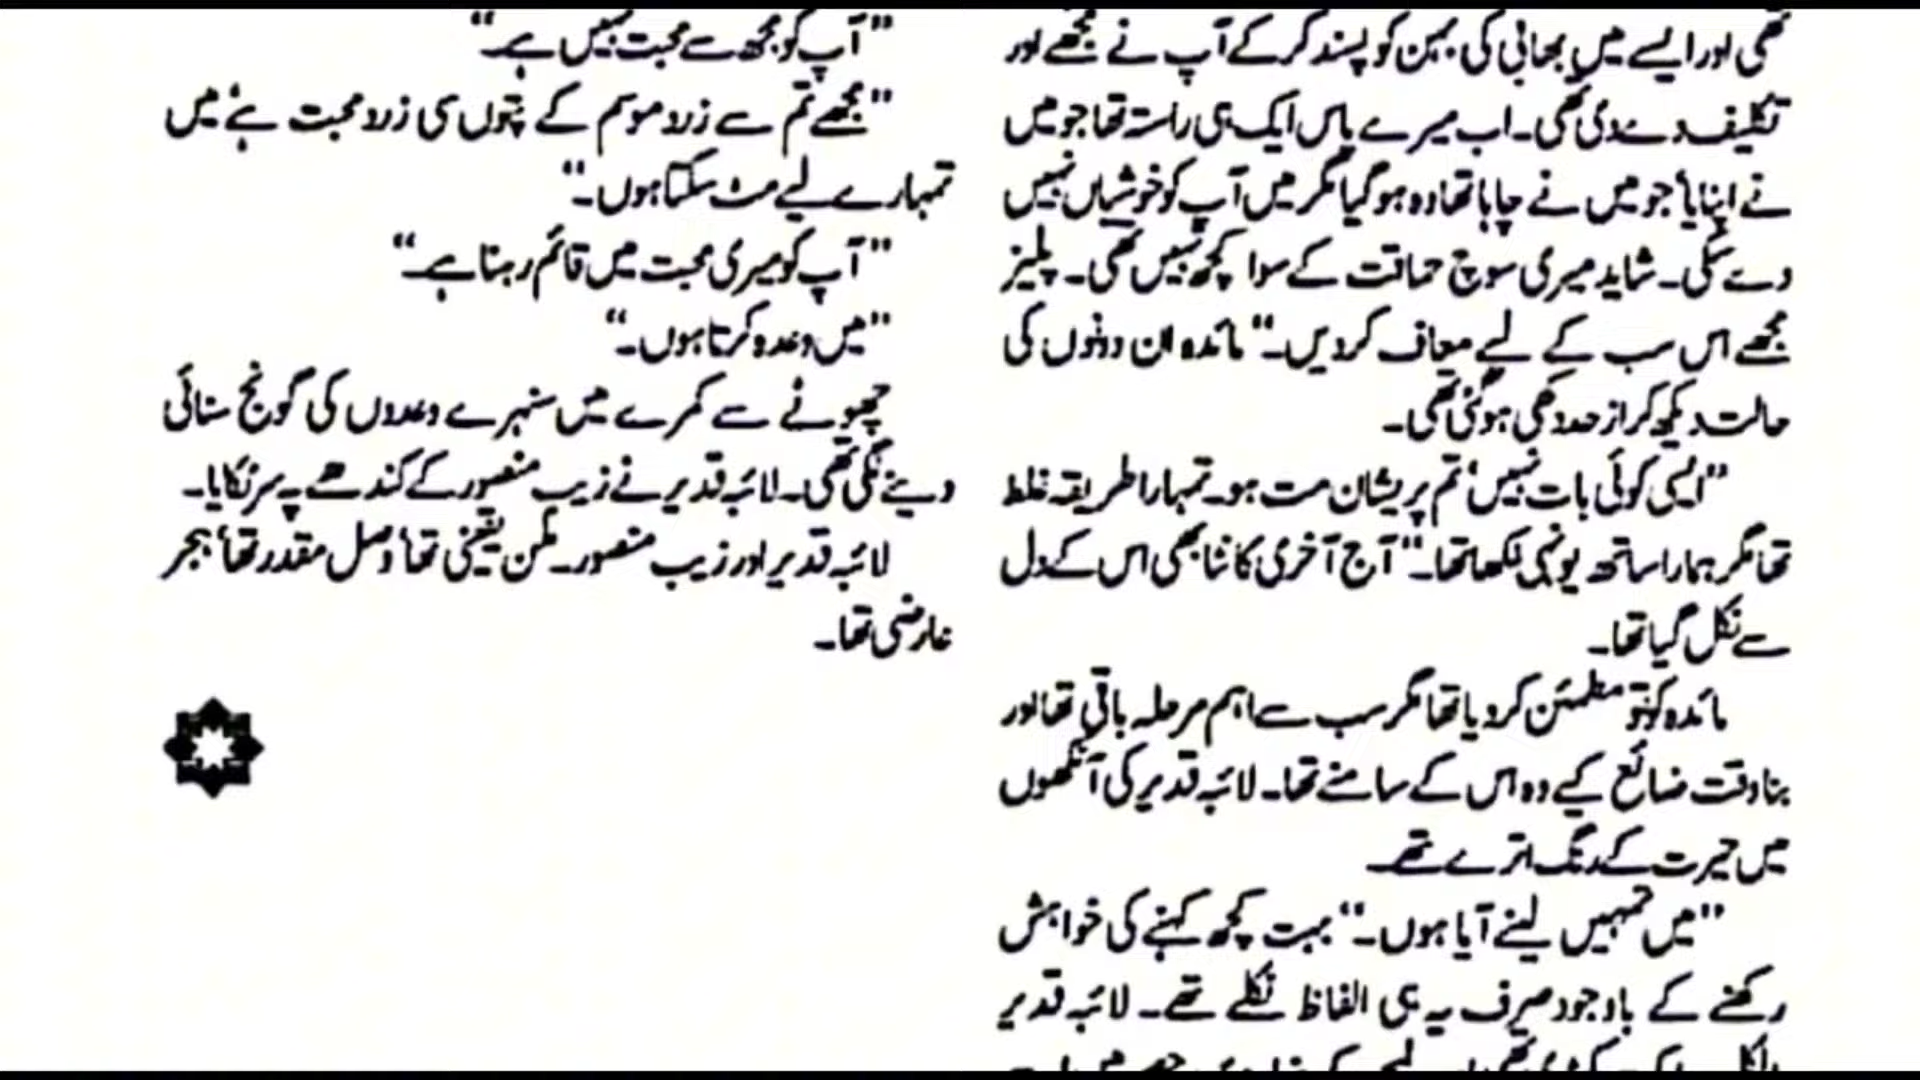 تھی اور ایسے میں بھابی کی بہن کو پسند کر کے آپ نے مجھے اور
تکلیف دے دی تھی۔ اب میرے پاس ایک ہی راستہ تھا جو میں
نے اپنایا' جو میں نے چاہا تھا وہ ہو گیا مگر میں آپ کو خوشیاں نہیں
دے سکی۔ شاید میری سوچ حماقت کے سوا کچھ نہیں تھی۔ پلیز
مجھے اس سب کے لیے معاف کر دیں۔" مائدہ ان دونوں کی
حالت دیکھ کر از حد دکھی ہو گئی تھی۔
"ایسی کوئی بات نہیں' تم پریشان مت ہو۔ تمہارا طریقہ غلط
تھا مگر ہمارا ساتھ یونہی لکھا تھا۔" آج آخری کانٹا بھی اس کے دل
سے نکل گیا تھا۔
مائدہ کو تو مطمئن کر دیا تھا مگر سب سے اہم مرحلہ باقی تھا اور
بنا وقت ضائع کیے وہ اس کے سامنے تھا۔ لائبہ قدیر کی آنکھوں
میں حیرت کے رنگ اترے تھے۔
"میں تمہیں لینے آیا ہوں۔" بہت کچھ کہنے کی خواہش
رکھنے کے باوجود صرف یہ ہی الفاظ نکلے تھے۔ لائبہ قدیر
"آپ کو مجھ سے محبت نہیں ہے۔"
"مجھے تم سے زرد موسم کے پتوں سی زرد محبت ہے' میں
تمہارے لیے مٹ سکتا ہوں۔"
"آپ کو میری محبت میں قائم رہنا ہے۔"
"میں وعدہ کرتا ہوں۔"
چھوٹے سے کمرے میں سنہرے وعدوں کی گونج سنائی
دینے لگی تھی۔ لائبہ قدیر نے زیب منصور کے کندھے پہ سر ٹکایا۔
لائبہ قدیر اور زیب منصور۔ ملن یقینی تھا' وصل مقدر تھا' ہجر
عارضی تھا۔